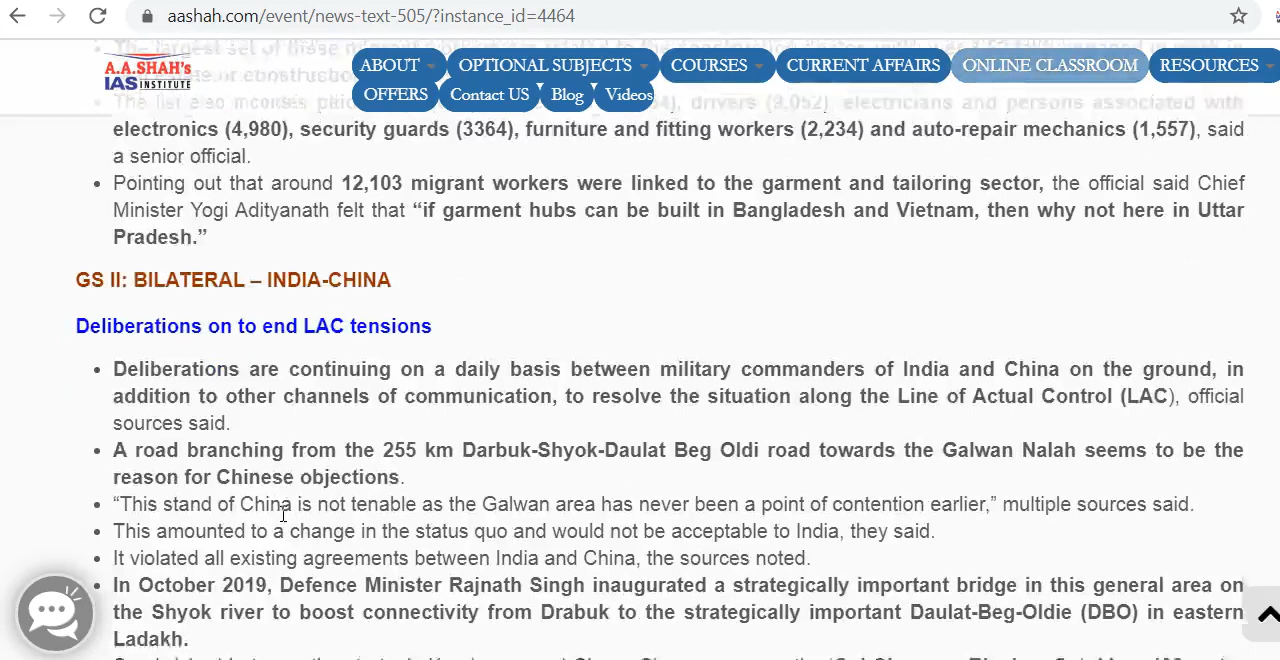 aashah.com/event/news-text-505/?instance_id=4464
A.A.SHAH's
IAS INSTITUTE
ABOUT OPTIONAL SUBJECTS COURSES CURRENT AFFAIRS ONLINE CLASSROOM RESOURCES
OFFERS Contact US Blog Videos
drivers (9,052), electricians and persons associated with
electronics (4,980), security guards (3364), furniture and fitting workers (2,234) and auto-repair mechanics (1,557), said
a senior official.
• Pointing out that around 12,103 migrant workers were linked to the garment and tailoring sector, the official said Chief
Minister Yogi Adityanath felt that “if garment hubs can be built in Bangladesh and Vietnam, then why not here in Uttar
Pradesh.”
GS II: BILATERAL – INDIA-CHINA
Deliberations on to end LAC tensions
• Deliberations are continuing on a daily basis between military commanders of India and China on the ground, in
addition to other channels of communication, to resolve the situation along the Line of Actual Control (LAC), official
sources said.
• A road branching from the 255 km Darbuk-Shyok-Daulat Beg Oldi road towards the Galwan Nalah seems to be the
reason for Chinese objections.
• “This stand of China is not tenable as the Galwan area has never been a point of contention earlier,” multiple sources said.
• This amounted to a change in the status quo and would not be acceptable to India, they said.
• It violated all existing agreements between India and China, the sources noted.
• In October 2019, Defence Minister Rajnath Singh inaugurated a strategically important bridge in this general area on
the Shyok river to boost connectivity from Drabuk to the strategically important Daulat-Beg-Oldie (DBO) in eastern
Ladakh.